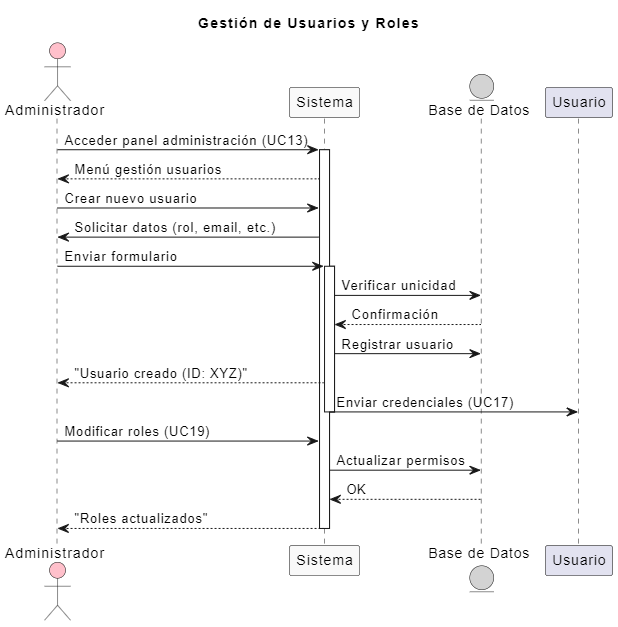 Gestión de Usuarios y Roles
Administrador
Sistema
Base de Datos
Usuario
Acceder panel administración (UC13)
Menú gestión usuarios
Crear nuevo usuario
Solicitar datos (rol, email, etc.)
Enviar formulario
Verificar unicidad
Confirmación
Registrar usuario
"Usuario creado (ID: XYZ)"
Enviar credenciales (UC17)
Modificar roles (UC19)
Actualizar permisos
OK
"Roles actualizados"
Administrador
Sistema
Base de Datos
Usuario